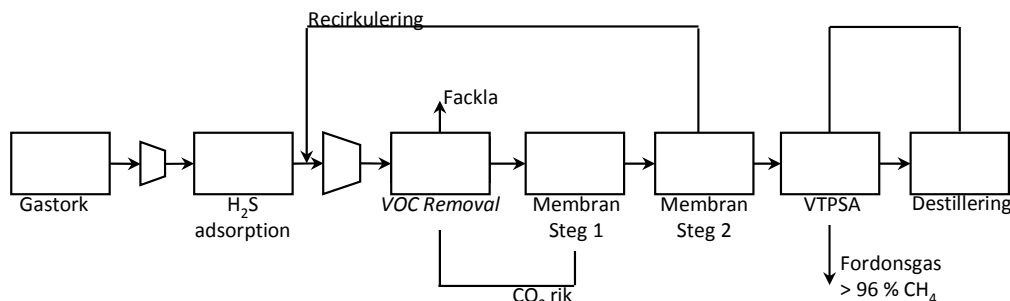 Recirkulering
Fackla
Gastork
H₂S
adsorption
VOC Removal
Membran
Steg 1
Membran
Steg 2
VTPSA
Destillering
CO₂ rik
Fordonsgas
> 96 % CH₄